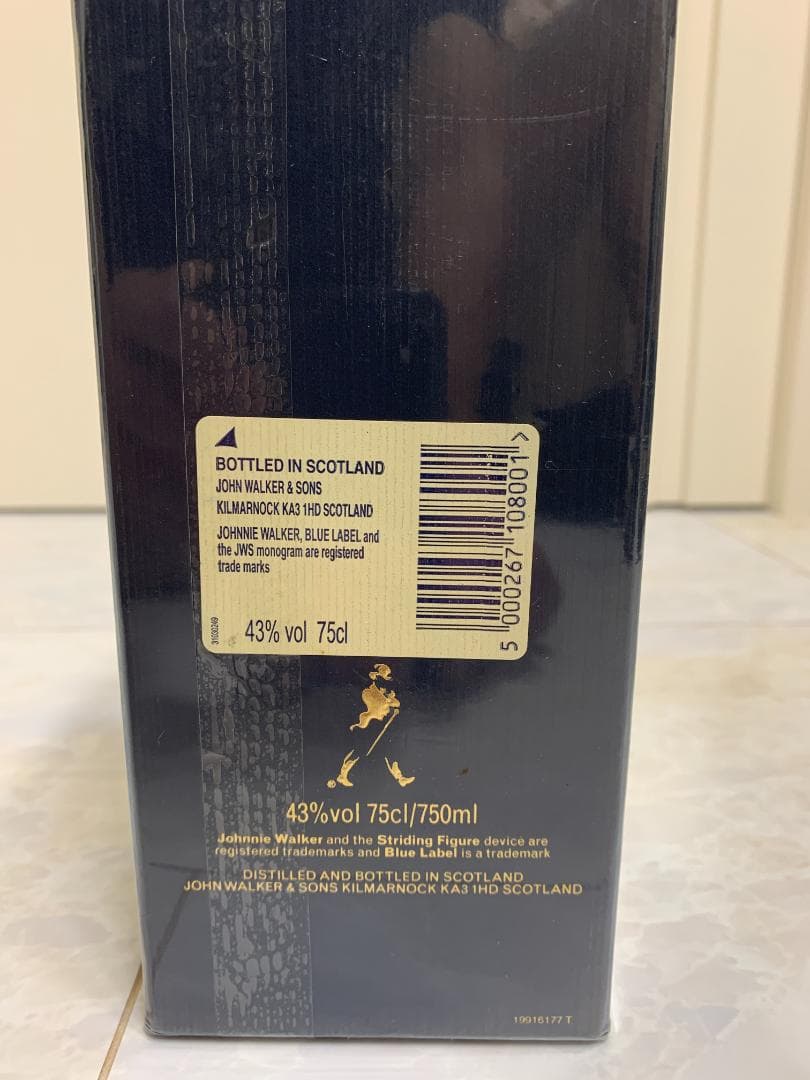 BOTTLED IN SCOTLAND
JOHN WALKER & SONS
KILMARNOCK KA3 1HD SCOTLAND
JOHNNIE WALKER, BLUE LABEL and
the JWS monogram are registered
trade marks
43% vol 75cl
5 000267 108001 >
43%vol 75cl/750ml
Johnnie Walker and the Striding Figure device are
registered trademarks and Blue Label is a trademark
DISTILLED AND BOTTLED IN SCOTLAND
JOHN WALKER & SONS KILMARNOCK KA3 1HD SCOTLAND
19916177 T